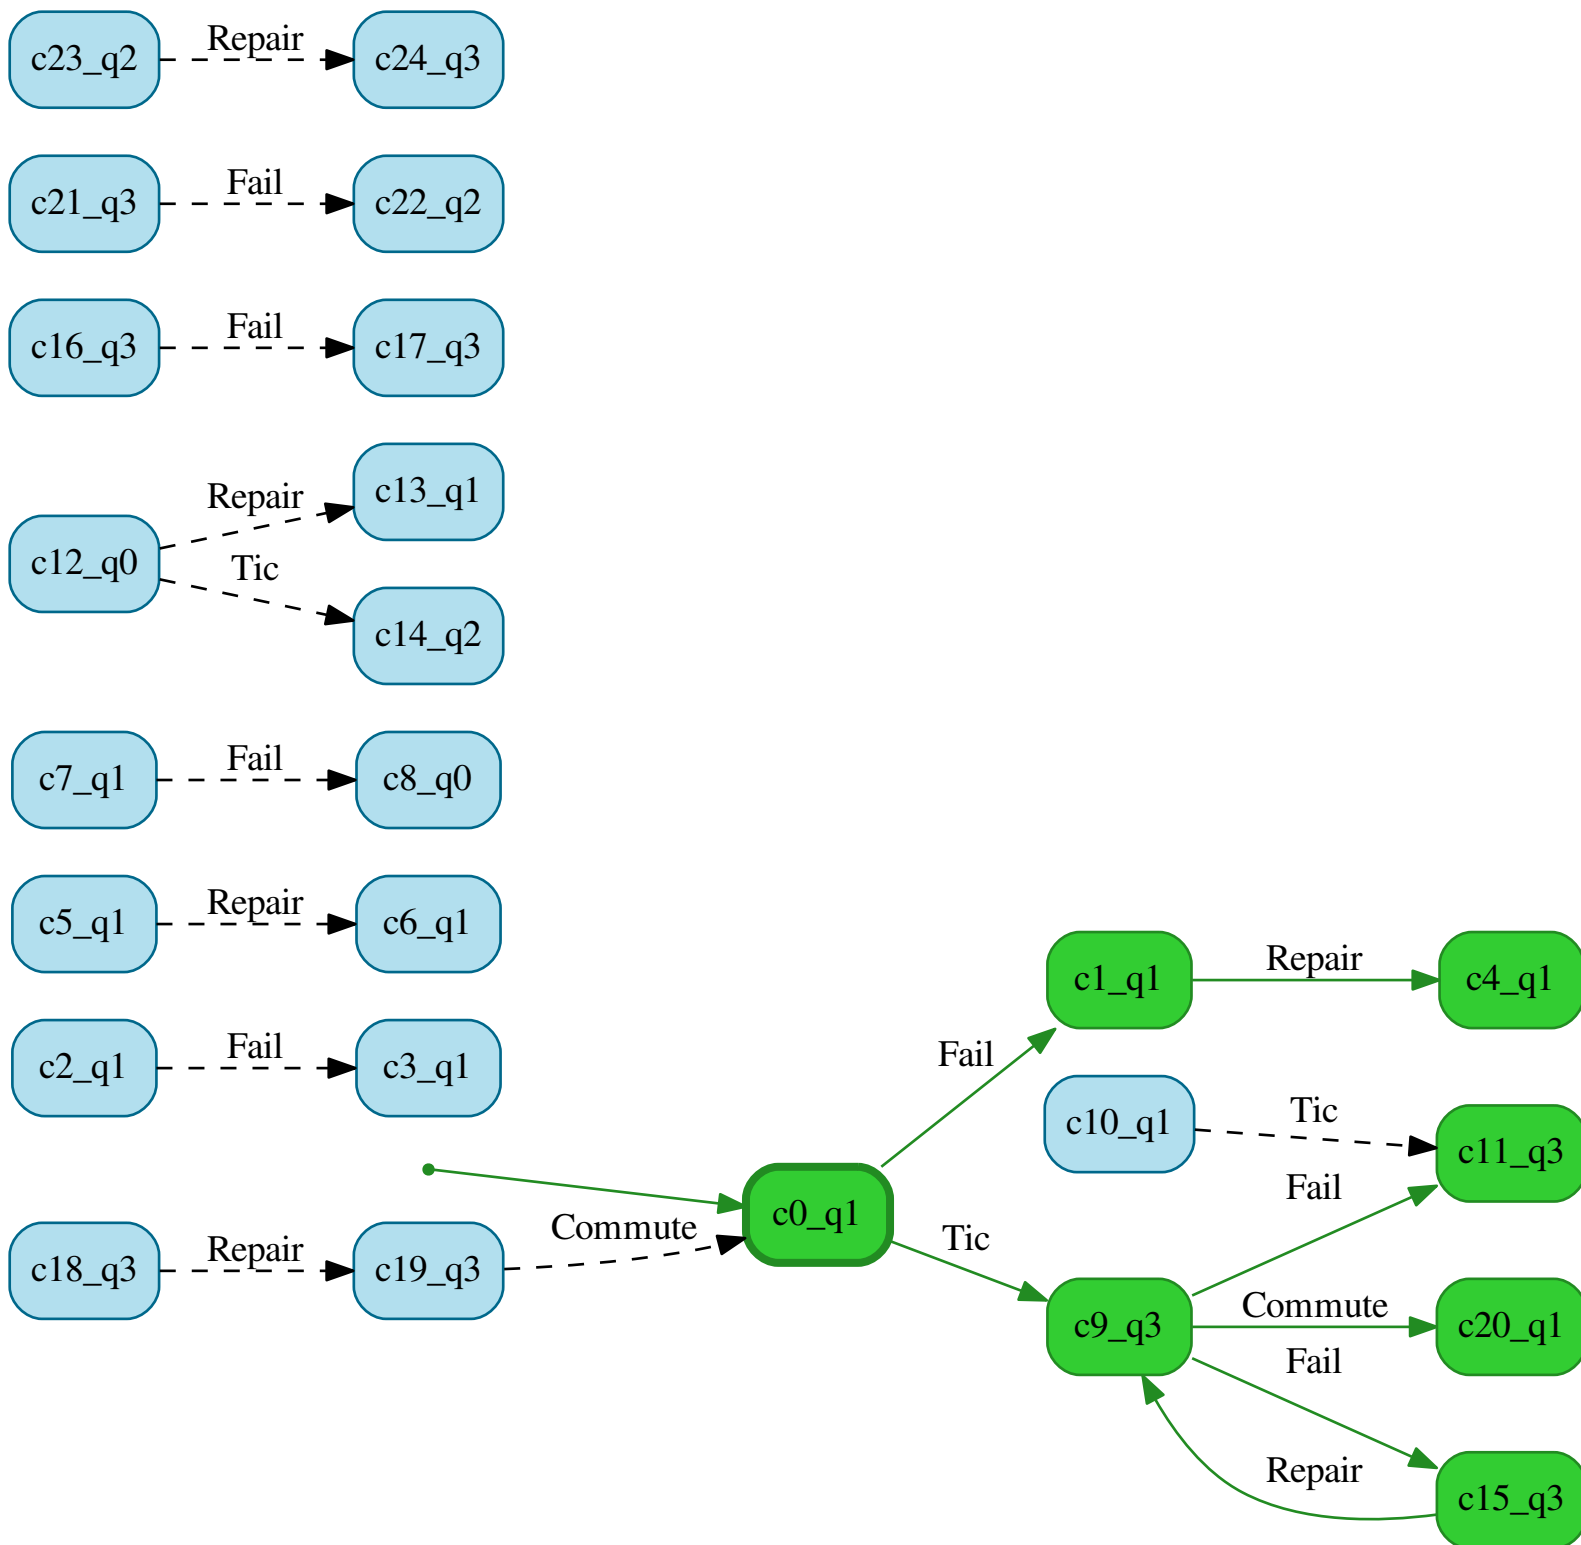 c23_q2 Repair c24_q3
c21_q3 Fail c22_q2
c16_q3 Fail c17_q3
c12_q0 Repair c13_q1
Tic c14_q2
c7_q1 Fail c8_q0
c5_q1 Repair c6_q1
c2_q1 Fail c3_q1
c18_q3 Repair c19_q3 Commute c0_q1
Fail c1_q1 Repair c4_q1
c10_q1 Tic c11_q3
Tic c9_q3 Fail
Commute c20_q1
Fail c15_q3
Repair